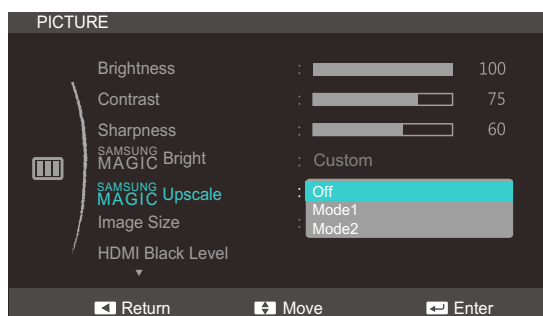 PICTURE
Brightness : 100
Contrast : 75
Sharpness : 60
SAMSUNG MAGIC Bright : Custom
SAMSUNG MAGIC Upscale : Off
Mode1
Image Size :
Mode2
HDMI Black Level
Return Move Enter